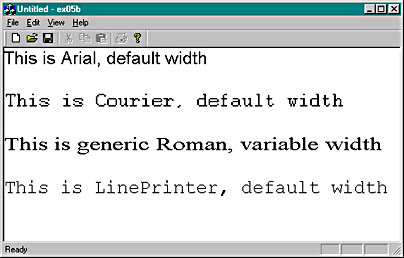 Untitled - ex05b
File Edit View Help
This is Arial, default width
This is Courier, default width
This is generic Roman, variable width
This is LinePrinter, default width
Ready